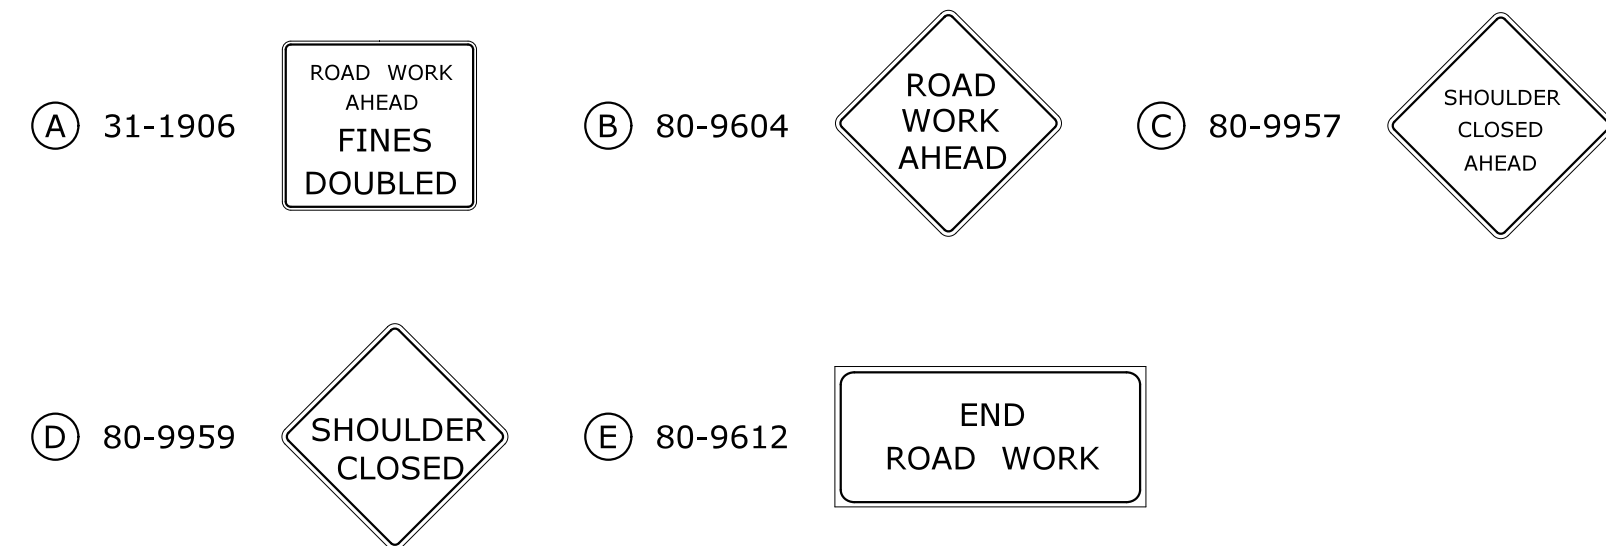 A 31-1906
ROAD WORK
AHEAD
FINES
DOUBLED
B 80-9604
ROAD
WORK
AHEAD
C 80-9957
SHOULDER
CLOSED
AHEAD
D 80-9959
SHOULDER
CLOSED
E 80-9612
END
ROAD WORK